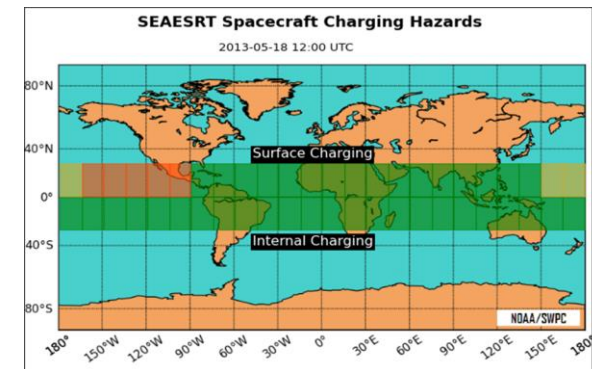 SEAESRT Spacecraft Charging Hazards
2013-05-18 12:00 UTC
80°N
40°N
Surface Charging
0°
40°S
Internal Charging
80°S
NOAA/SWPC
180° 150°W 120°W 90°W 60°W 30°W 0° 30°E 60°E 90°E 120°E 150°E 180°